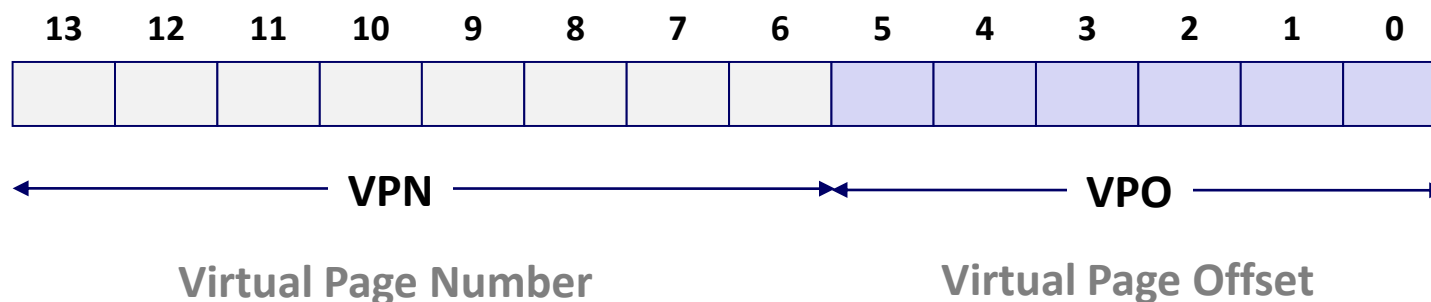 13 12 11 10 9 8 7 6 5 4 3 2 1 0
VPN VPO
Virtual Page Number Virtual Page Offset